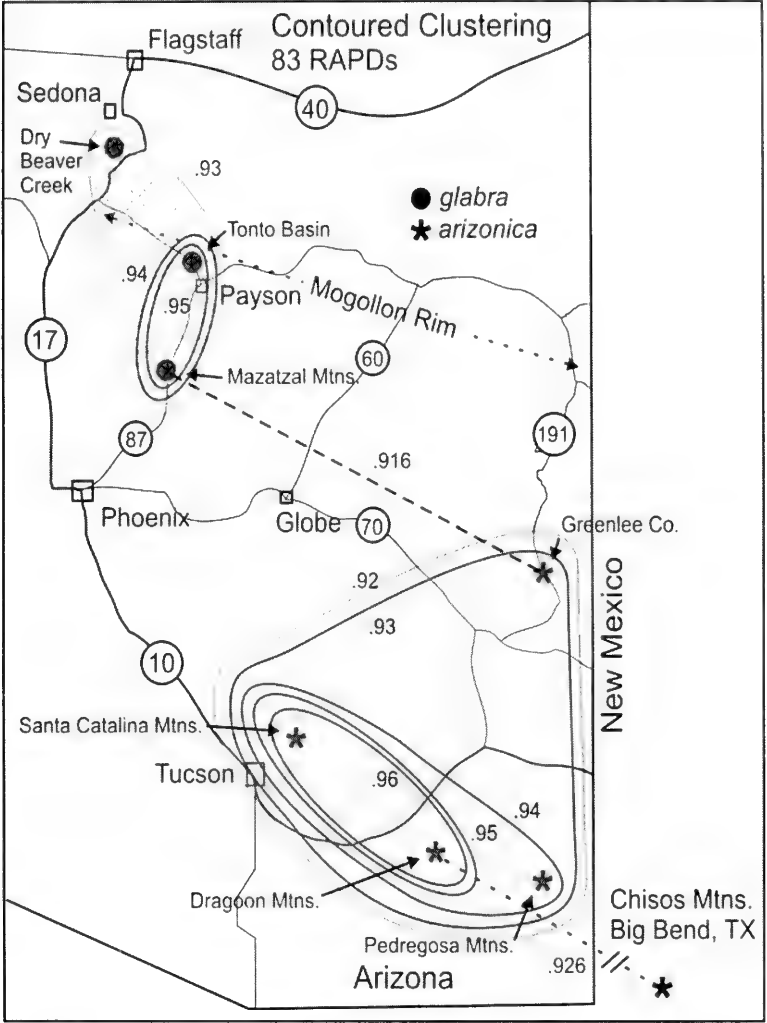 Contoured Clustering
83 RAPDs
Flagstaff
Sedona
40
Dry
Beaver
Creek
.93
glabra
arizonica
Tonto Basin
.94
.95
Payson
Mogollon Rim
17
60
Mazatzal Mtns.
87
191
.916
Phoenix
Globe
70
Greenlee Co.
.92
.93
New Mexico
10
Santa Catalina Mtns.
Tucson
.96
.94
.95
Dragoon Mtns.
Pedregosa Mtns.
Chisos Mtns.
Big Bend, TX
.926
Arizona